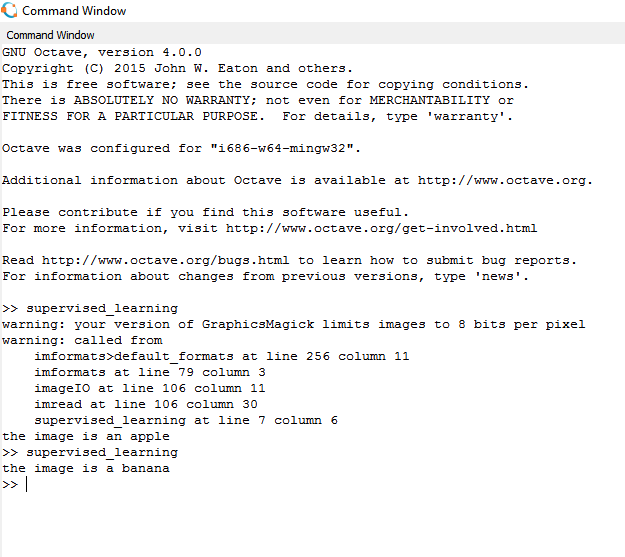 Command Window
Command Window
GNU Octave, version 4.0.0
Copyright (C) 2015 John W. Eaton and others.
This is free software; see the source code for copying conditions.
There is ABSOLUTELY NO WARRANTY; not even for MERCHANTABILITY or
FITNESS FOR A PARTICULAR PURPOSE.  For details, type 'warranty'.
Octave was configured for "i686-w64-mingw32".
Additional information about Octave is available at http://www.octave.org.
Please contribute if you find this software useful.
For more information, visit http://www.octave.org/get-involved.html
Read http://www.octave.org/bugs.html to learn how to submit bug reports.
For information about changes from previous versions, type 'news'.
>> supervised_learning
warning: your version of GraphicsMagick limits images to 8 bits per pixel
warning: called from
    imformats>default_formats at line 256 column 11
    imformats at line 79 column 3
    imageIO at line 106 column 11
    imread at line 106 column 30
    supervised_learning at line 7 column 6
the image is an apple
>> supervised_learning
the image is a banana
>>